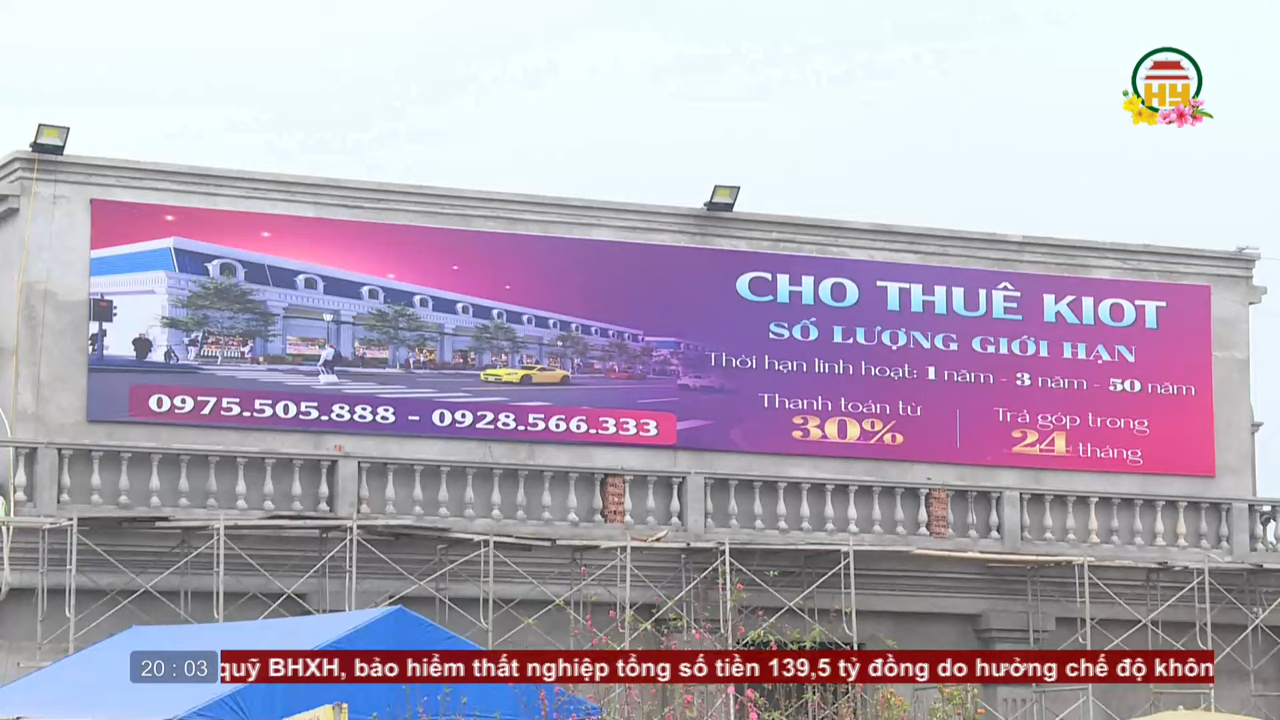 HY
CHO THUÊ KIOT
SỐ LƯỢNG GIỚI HẠN
Thời hạn linh hoạt: 1 năm - 3 năm - 50 năm
Thanh toán từ
30%
Trả góp trong
24 tháng
0975.505.888 - 0928.566.333
20 : 03
quỹ BHXH, bảo hiểm thất nghiệp tổng số tiền 139,5 tỷ đồng do hưởng chế độ khôn